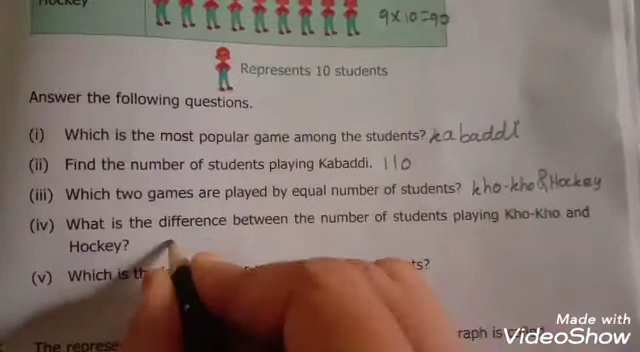 Hockey
9x10=90
Represents 10 students
Answer the following questions.
(i) Which is the most popular game among the students? kabaddi
(ii) Find the number of students playing Kabaddi. 110
(iii) Which two games are played by equal number of students? kho-kho & Hockey
(iv) What is the difference between the number of students playing Kho-Kho and
Hockey?
(v) Which is
The
raph is
Made with
VideoShow